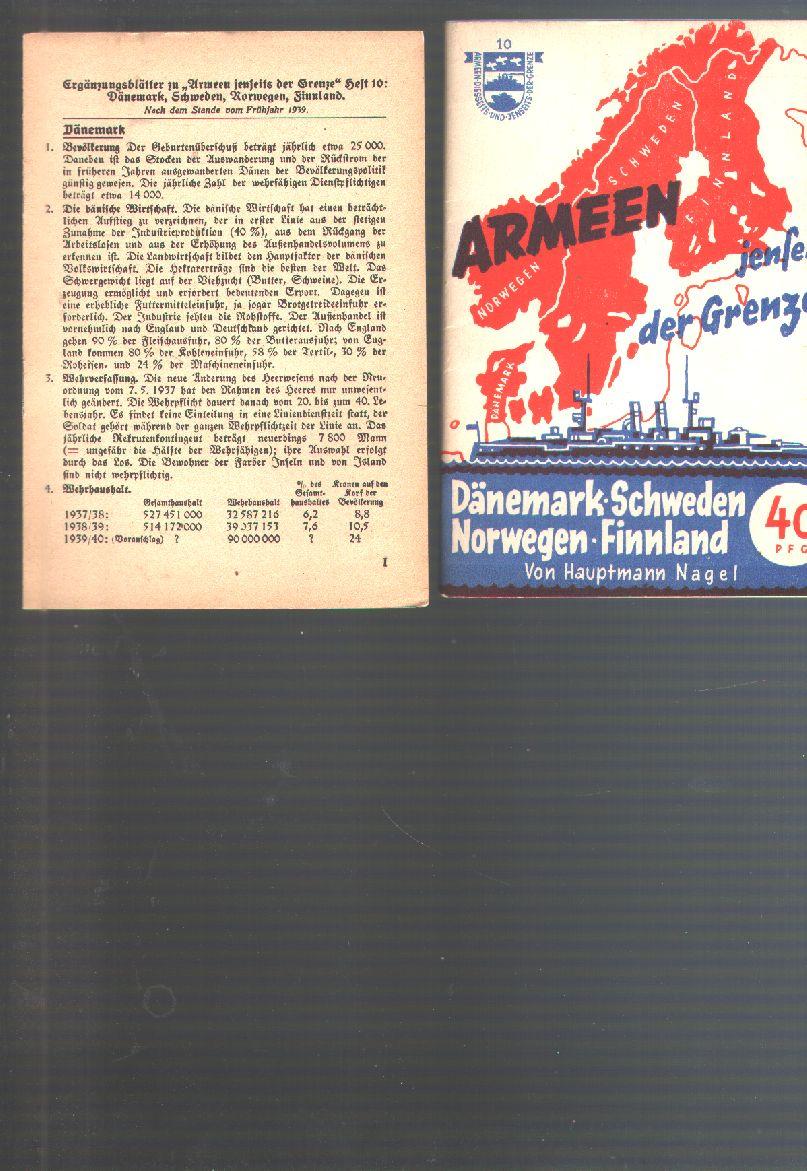 Ergänzungsblätter zu „Armeen jenseits der Grenze“ Heft 10:
Dänemark, Schweden, Norwegen, Finnland.
Nach dem Stande vom Frühjahr 1939.
Dänemark
1. Bevölkerung Der Geburtenüberschuß beträgt jährlich etwa 25 000.
Daneben ist das Stocken der Auswanderung und der Rückstrom der
in früheren Jahren ausgewanderten Dänen der Bevölkerungspolitik
günstig gewesen. Die jährliche Zahl der wehrfähigen Dienstpflichtigen
beträgt etwa 14 000.
2. Die dänische Wirtschaft. Die dänische Wirtschaft hat einen beträcht-
lichen Aufstieg zu verzeichnen, der in erster Linie aus der stetigen
Zunahme der Industrieproduktion (40 %), aus dem Rückgang der
Arbeitslosen und aus der Erhöhung des Außenhandelsvolumens zu
erkennen ist. Die Landwirtschaft bildet den Hauptfaktor der dänischen
Volkswirtschaft. Die Hektarerträge sind die besten der Welt. Das
Schwergewicht liegt auf der Viehzucht (Butter, Schweine). Die Er-
zeugung ermöglicht und erfordert bedeutenden Export. Dagegen ist
eine erhebliche Futtermitteleinfuhr, ja sogar Brotgetreideeinfuhr er-
forderlich. Der Industrie fehlen die Rohstoffe. Der Außenhandel ist
vornehmlich nach England und Deutschland gerichtet. Nach England
gehen 90 % der Fleischausfuhr, 80 % der Butterausfuhr; von Eng-
land kommen 80 % der Kohleneinfuhr, 58 % der Textil-, 30 % der
Roheisen- und 24 % der Maschineneinfuhr.
3. Wehrverfassung. Die neue Änderung des Heerwesens nach der Neu-
ordnung vom 7. 5. 1937 hat den Rahmen des Heeres nur unwesent-
lich geändert. Die Wehrpflicht dauert danach vom 20. bis zum 40. Le-
bensjahr. Es findet keine Einteilung in eine Liniendienstzeit statt, der
Soldat gehört während der ganzen Wehrpflichtzeit der Linie an. Das
jährliche Rekrutenkontingent beträgt neuerdings 7 800 Mann
(= ungefähr die Hälfte der Wehrfähigen); ihre Auswahl erfolgt
durch das Los. Die Bewohner der Faröer Inseln und von Island
sind nicht wehrpflichtig.
4. Wehrhaushalt.
Gesamthaushalt Wehrhaushalt % des Gesamt-haushaltes Kronen auf den Kopf der Bevölkerung
1937/38: 527 451 000 32 587 216 6,2 8,8
1938/39: 514 172 000 39 037 153 7,6 10,5
1939/40: (Voranschlag) ? 90 000 000 ? 24
I
10
ARMEEN·DIESSEITS·UND·JENSEITS·DER·GRENZE
SCHWEDEN
FINNLAND
NORWEGEN
DÄNEMARK
ARMEEN
jense
der Grenze
Dänemark·Schweden
Norwegen·Finnland
Von Hauptmann Nagel
40
PFG